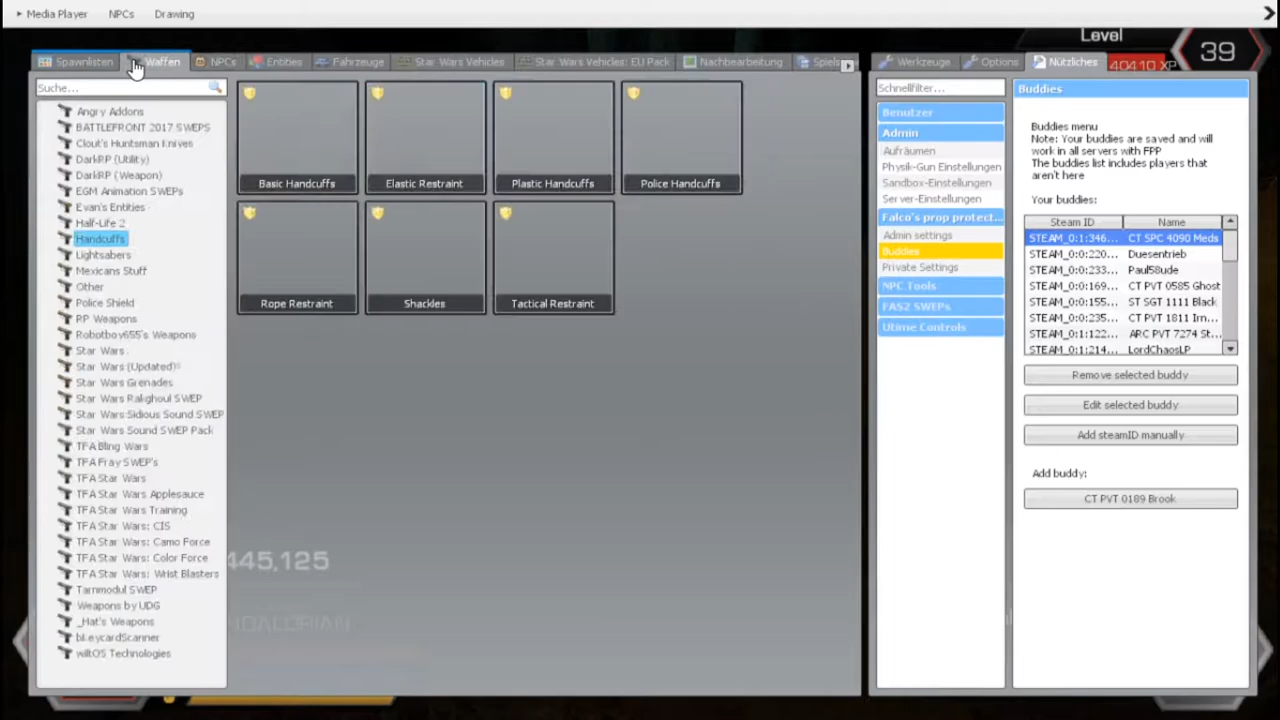 Media Player NPCs Drawing
Level
39
40410 XP
Spawnlisten Waffen NPCs Entities Fahrzeuge Star Wars Vehicles Star Wars Vehicles: EU Pack Nachbearbeitung Spiels
Suche...
Angry Addons
BATTLEFRONT 2017 SWEPS
Clout's Huntsman Knives
DarkRP (Utility)
DarkRP (Weapon)
EGM Animation SWEPs
Evan's Entities
Half-Life 2
Handcuffs
Lightsabers
Mexicans Stuff
Other
Police Shield
RP Weapons
Robotboy655's Weapons
Star Wars
Star Wars (Updated)
Star Wars Grenades
Star Wars Ral-ghoul SWEP
Star Wars Sidious Sound SWEP
Star Wars Sound SWEP Pack
TFA Bling Wars
TFA Fray SWEP's
TFA Star Wars
TFA Star Wars Applesauce
TFA Star Wars Training
TFA Star Wars: CIS
TFA Star Wars: Camo Force
TFA Star Wars: Color Force
TFA Star Wars: Wrist Blasters
Tarnmodul SWEP
Weapons by UDG
_Hat's Weapons
bKeycardScanner
wiltOS Technologies
Basic Handcuffs Elastic Restraint Plastic Handcuffs Police Handcuffs
Rope Restraint Shackles Tactical Restraint
445,125
NDALORIAN
Werkzeuge Options Nützliches
Schnellfilter...
Benutzer
Admin
Aufräumen
Physik-Gun Einstellungen
Sandbox-Einstellungen
Server-Einstellungen
Falco's prop protect...
Admin settings
Buddies
Private Settings
NPC Tools
FAS2 SWEPs
Utime Controls
Buddies
Buddies menu
Note: Your buddies are saved and will
work in all servers with FPP
The buddies list includes players that
aren't here
Your buddies:
Steam ID Name
STEAM_0:1:346... CT SPC 4090 Meds
STEAM_0:0:220... Duesentrieb
STEAM_0:0:233... Paul58ude
STEAM_0:0:169... CT PVT 0585 Ghost
STEAM_0:0:155... ST SGT 1111 Black
STEAM_0:0:235... CT PVT 1811 Irn...
STEAM_0:1:122... ARC PVT 7274 St...
STEAM_0:1:214... LordChaosLP
Remove selected buddy
Edit selected buddy
Add steamID manually
Add buddy:
CT PVT 0189 Brook